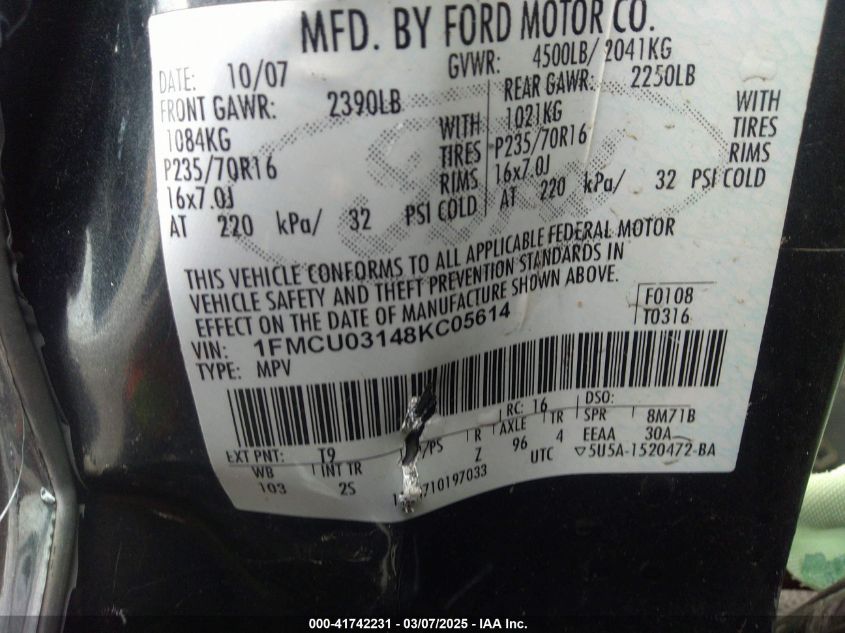 MFD. BY FORD MOTOR CO.
DATE: 10/07 GVWR: 4500LB/ 2041KG
FRONT GAWR: 2390LB REAR GAWR: 2250LB
1084KG WITH 1021KG WITH
P235/70R16 TIRES P235/70R16 TIRES
16x7.0J RIMS 16x7.0J RIMS
AT 220 kPa/ 32 PSI COLD AT 220 kPa/ 32 PSI COLD
THIS VEHICLE CONFORMS TO ALL APPLICABLE FEDERAL MOTOR
VEHICLE SAFETY AND THEFT PREVENTION STANDARDS IN
EFFECT ON THE DATE OF MANUFACTURE SHOWN ABOVE.
F0108
T0316
VIN: 1FMCU03148KC05614
TYPE: MPV
EXT PNT: T9 RC: 16 DSO:
WB INT TR /PS R AXLE TR SPR 8M71B
103 2S Z 96 4 EEAA 30A
710197033 UTC ▽5U5A-1520472-BA
000-41742231 - 03/07/2025 - IAA Inc.